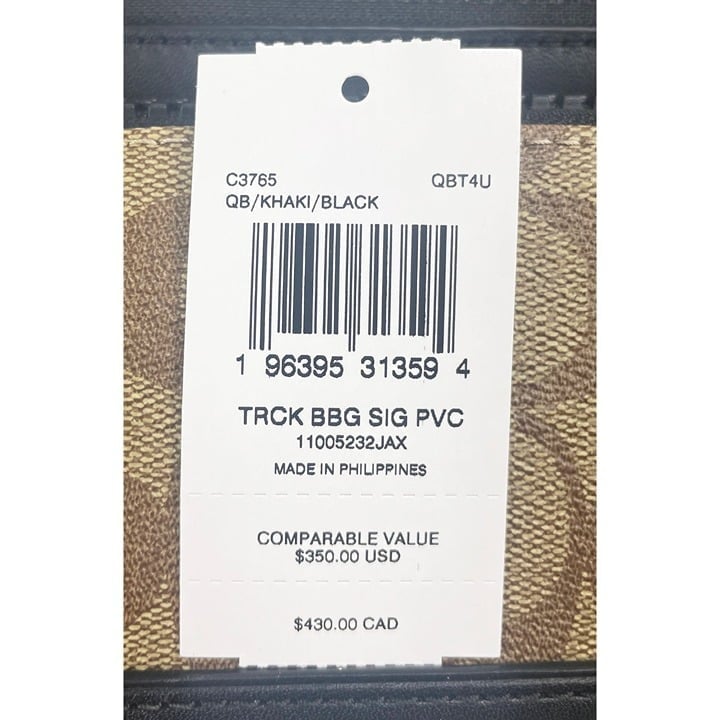 C3765 QBT4U
QB/KHAKI/BLACK
1 96395 31359 4
TRCK BBG SIG PVC
11005232JAX
MADE IN PHILIPPINES
COMPARABLE VALUE
$350.00 USD
$430.00 CAD